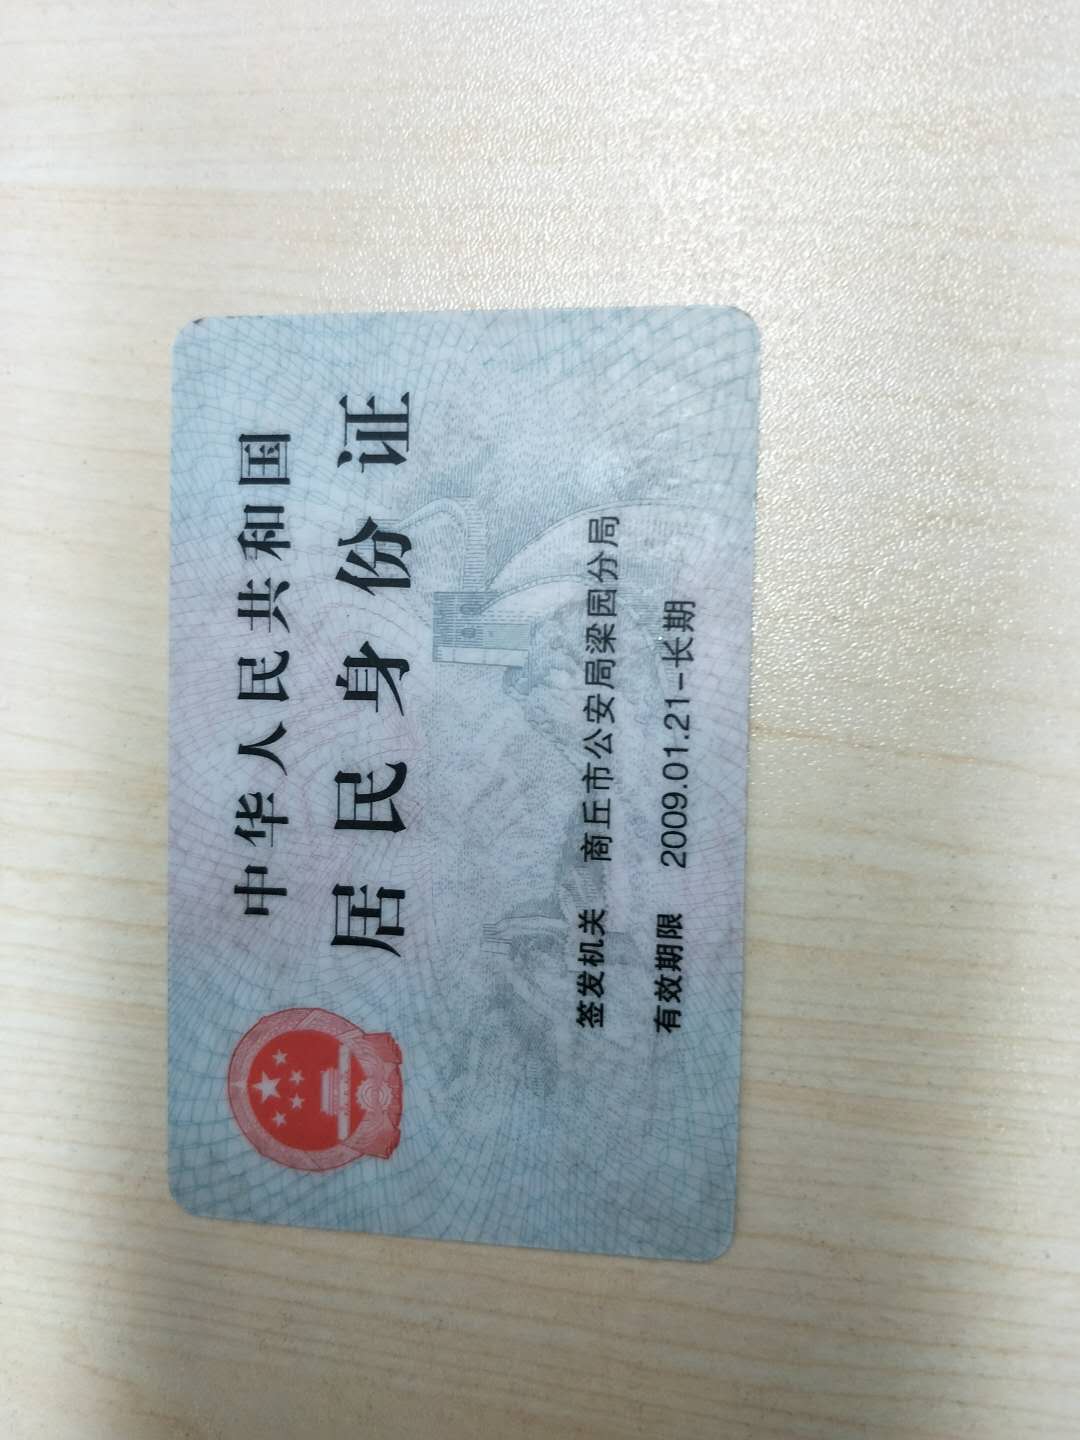 中华人民共和国
居民身份证
签发机关 商丘市公安局梁园分局
有效期限 2009.01.21-长期